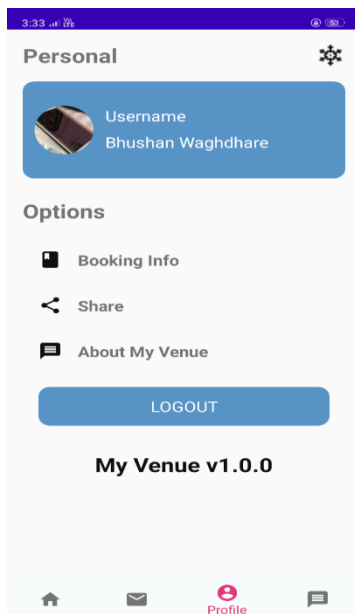 3:33
Personal
Username
Bhushan Waghdhare
Options
Booking Info
Share
About My Venue
LOGOUT
My Venue v1.0.0
Profile